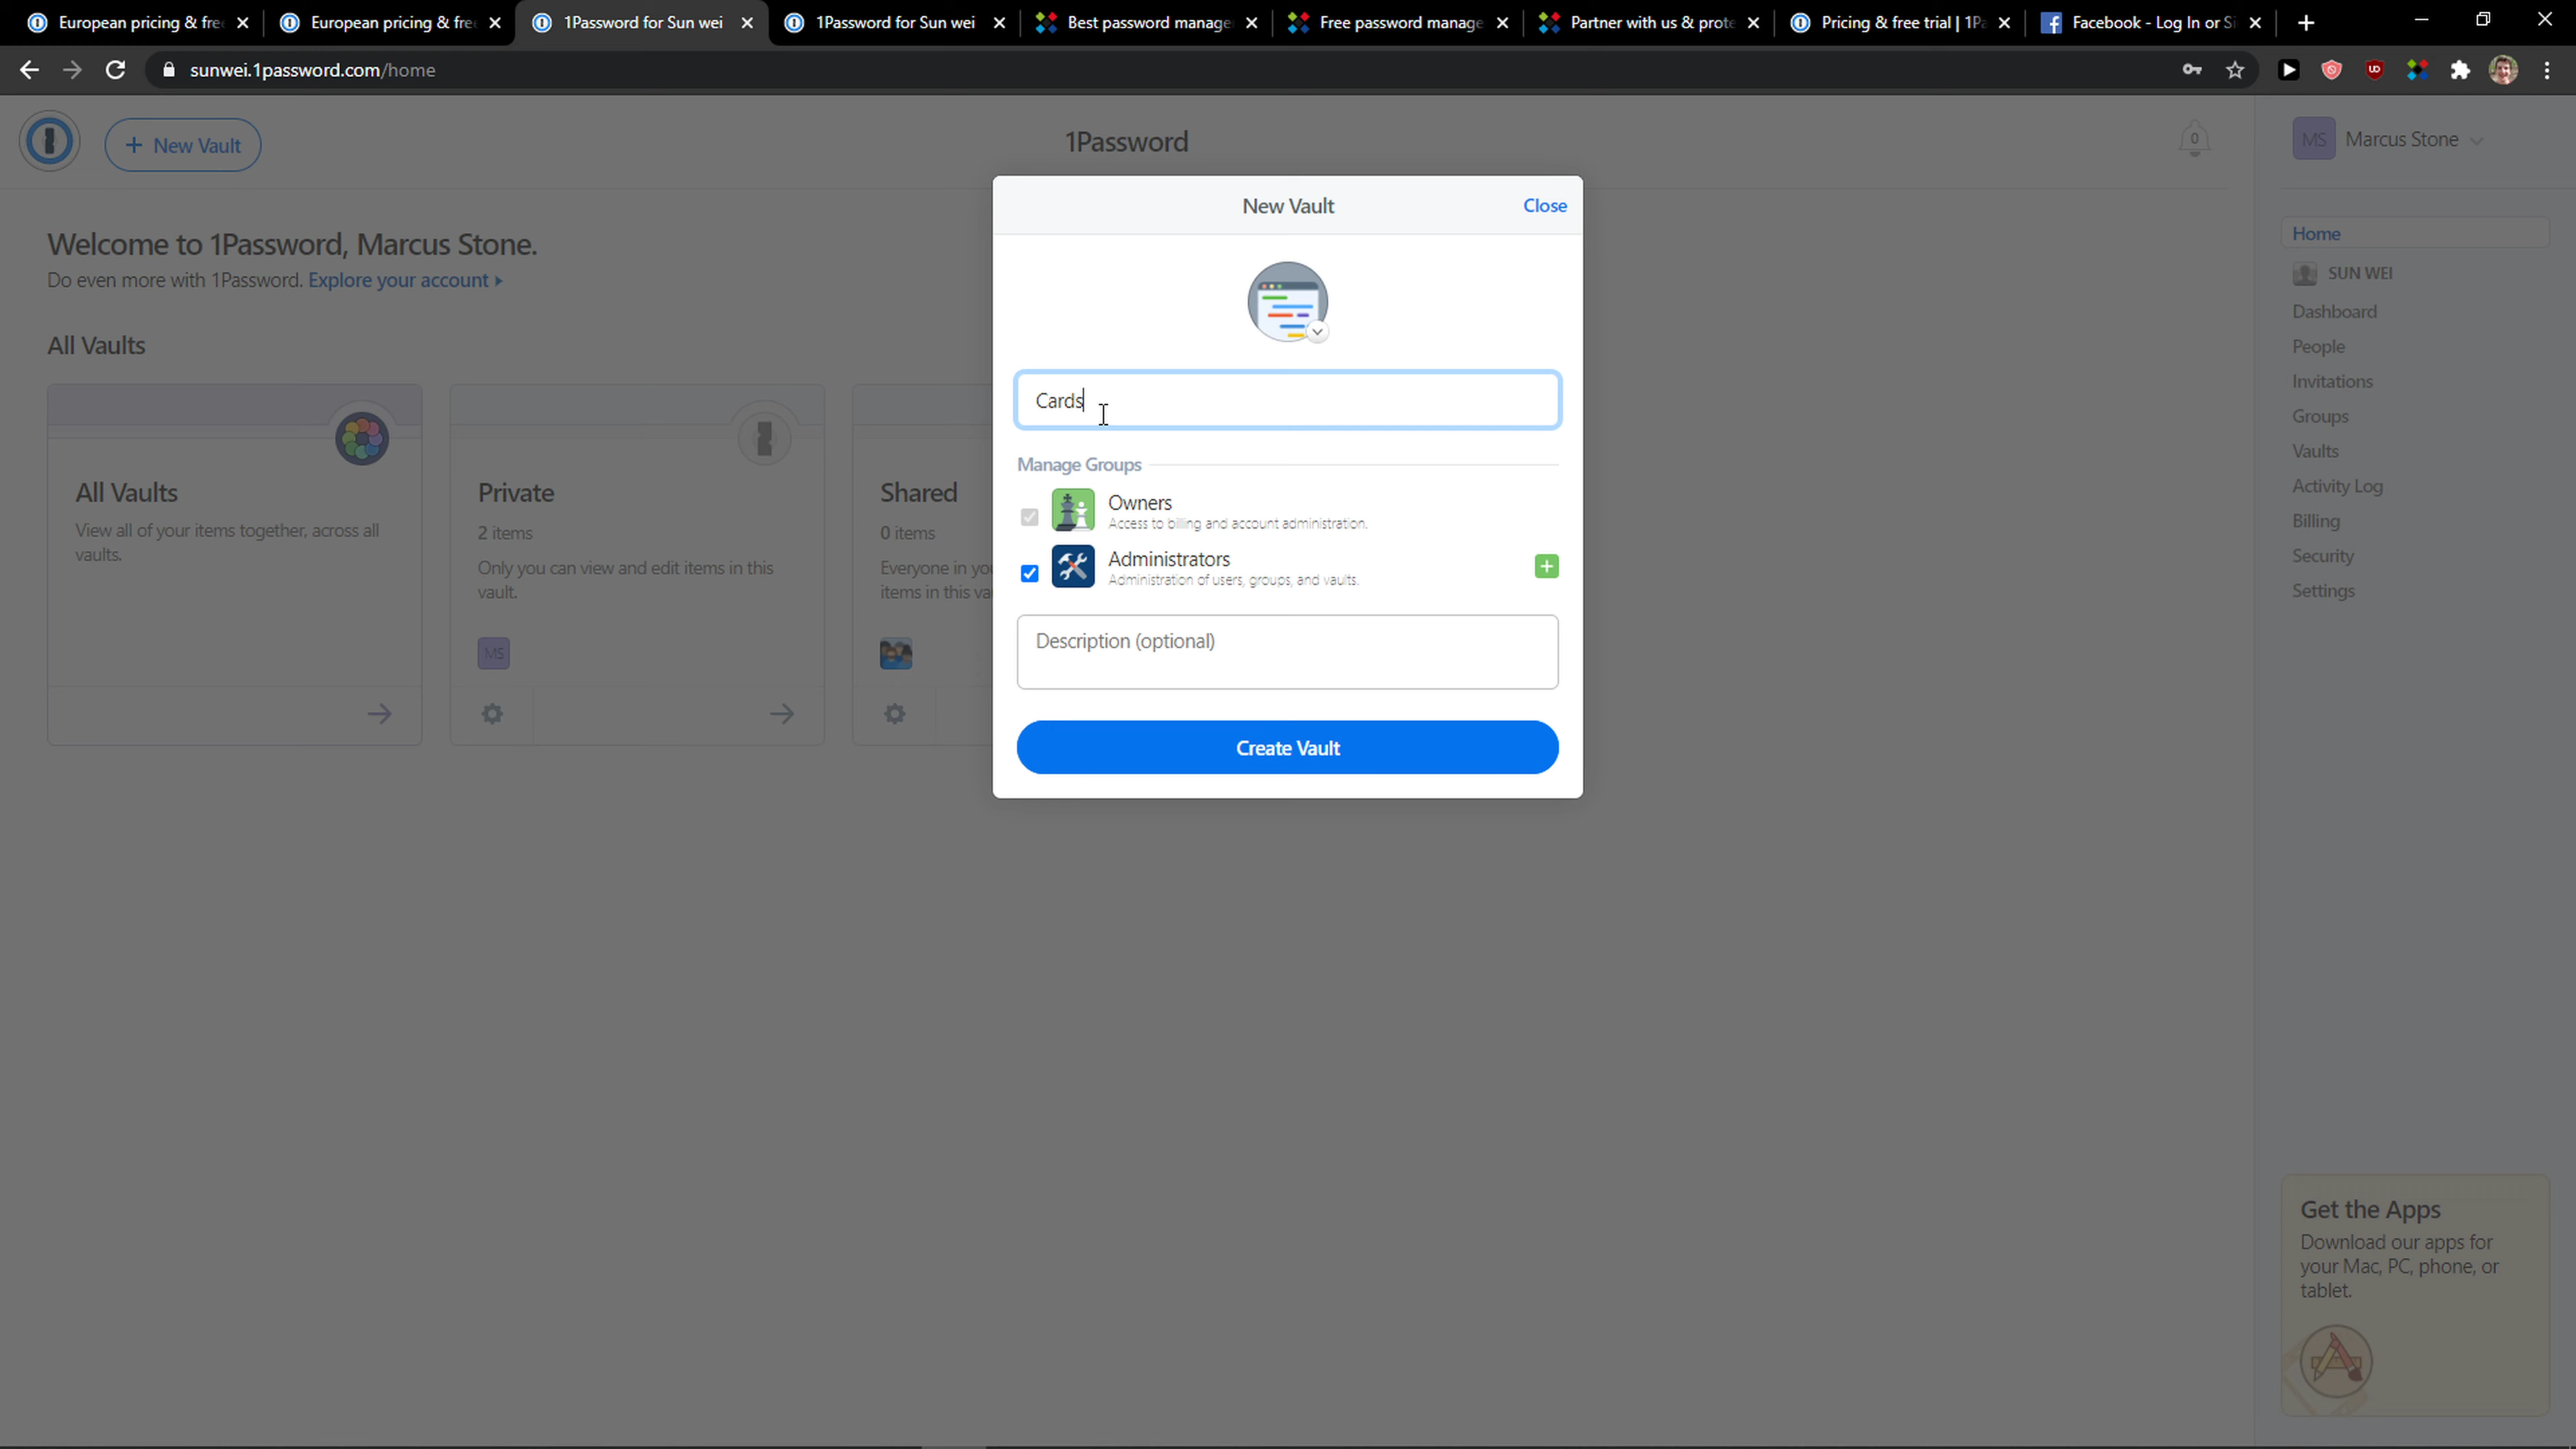 European pricing & fre
European pricing & fre
1Password for Sun wei
1Password for Sun wei
Best password manage
Free password manage
Partner with us & prote
Pricing & free trial | 1Pa
Facebook - Log In or Si
sunwei.1password.com/home
New Vault
1Password
0
MS Marcus Stone
Welcome to 1Password, Marcus Stone.
Do even more with 1Password. Explore your account
All Vaults
All Vaults
View all of your items together, across all
vaults.
Private
2 items
Only you can view and edit items in this
vault.
MS
Shared
0 items
Everyone in yo
items in this va
New Vault
Close
Cards
Manage Groups
Owners
Access to billing and account administration.
Administrators
Administration of users, groups, and vaults.
Description (optional)
Create Vault
Home
SUN WEI
Dashboard
People
Invitations
Groups
Vaults
Activity Log
Billing
Security
Settings
Get the Apps
Download our apps for
your Mac, PC, phone, or
tablet.